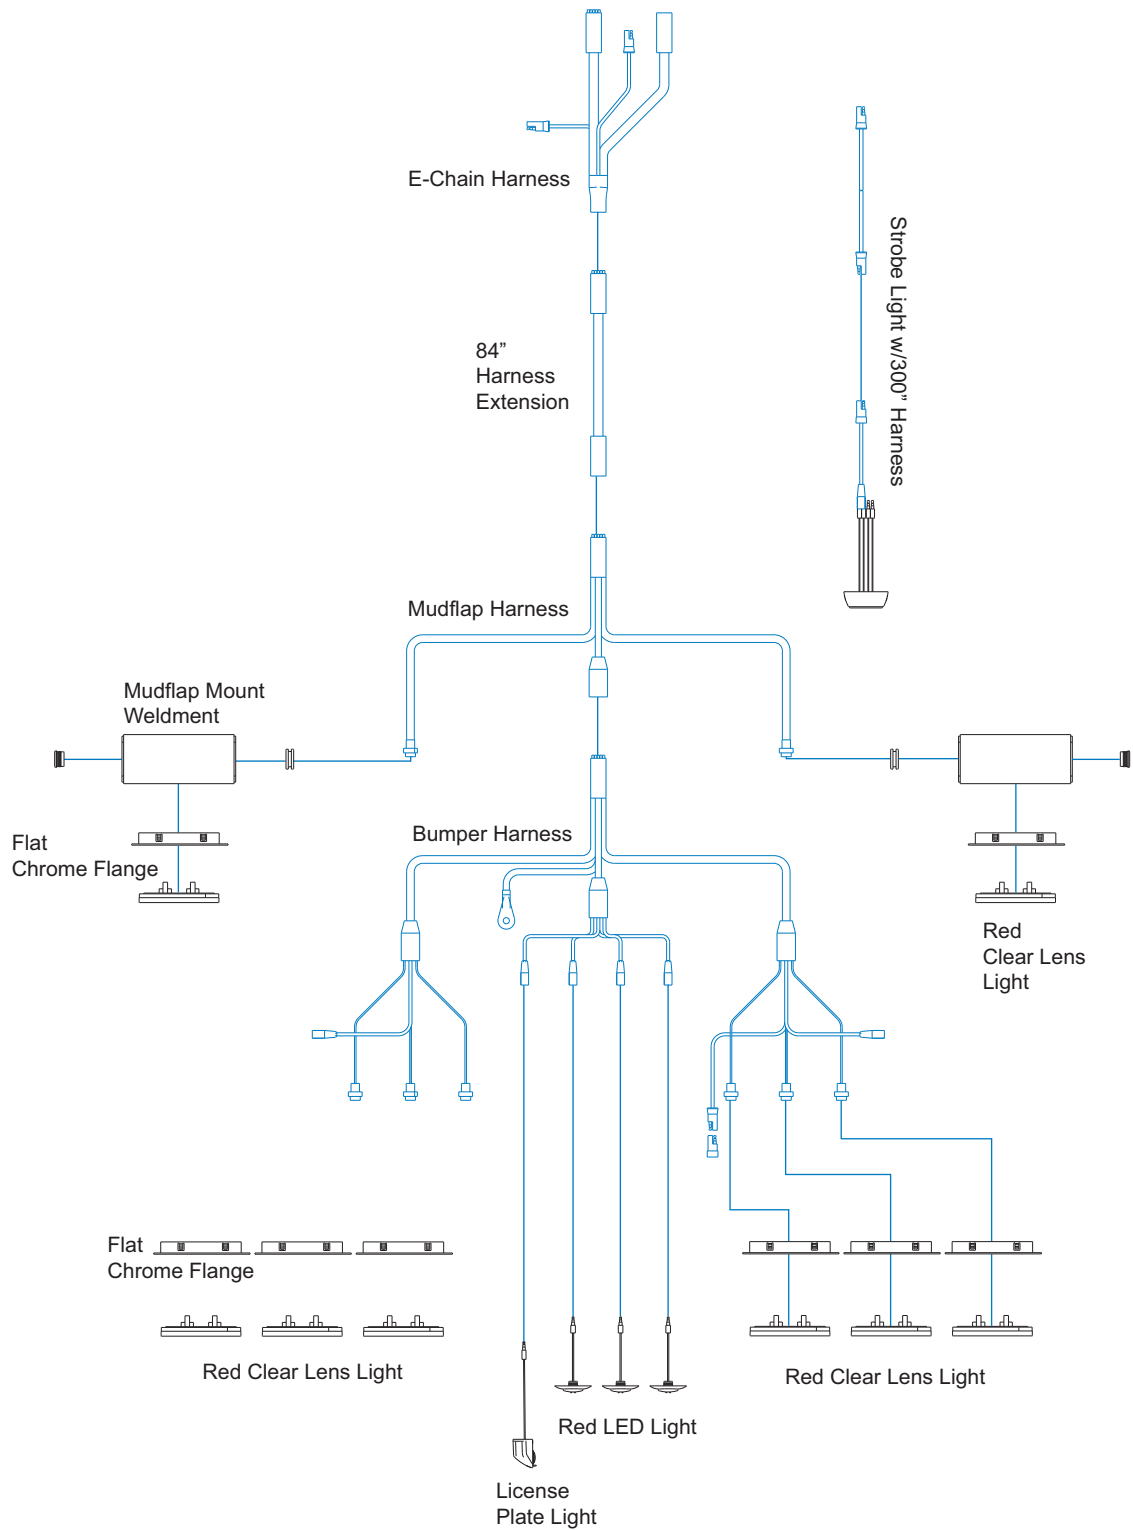 E-Chain Harness
Strobe Light w/300” Harness
84”
Harness
Extension
Mudflap Harness
Mudflap Mount
Weldment
Flat
Chrome Flange
Bumper Harness
Red
Clear Lens
Light
Flat
Chrome Flange
Red Clear Lens Light
Red Clear Lens Light
Red LED Light
License
Plate Light